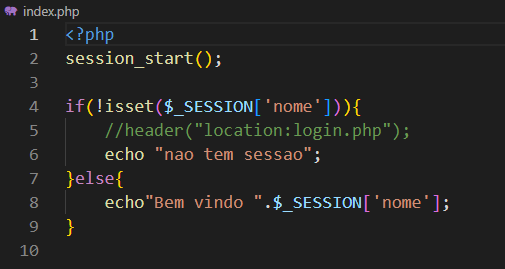 index.php
1 <?php
2 session_start();
3
4 if(!isset($_SESSION['nome'])){
5 //header("location:login.php");
6 echo "nao tem sessao";
7 }else{
8 echo"Bem vindo ".$_SESSION['nome'];
9 }
10